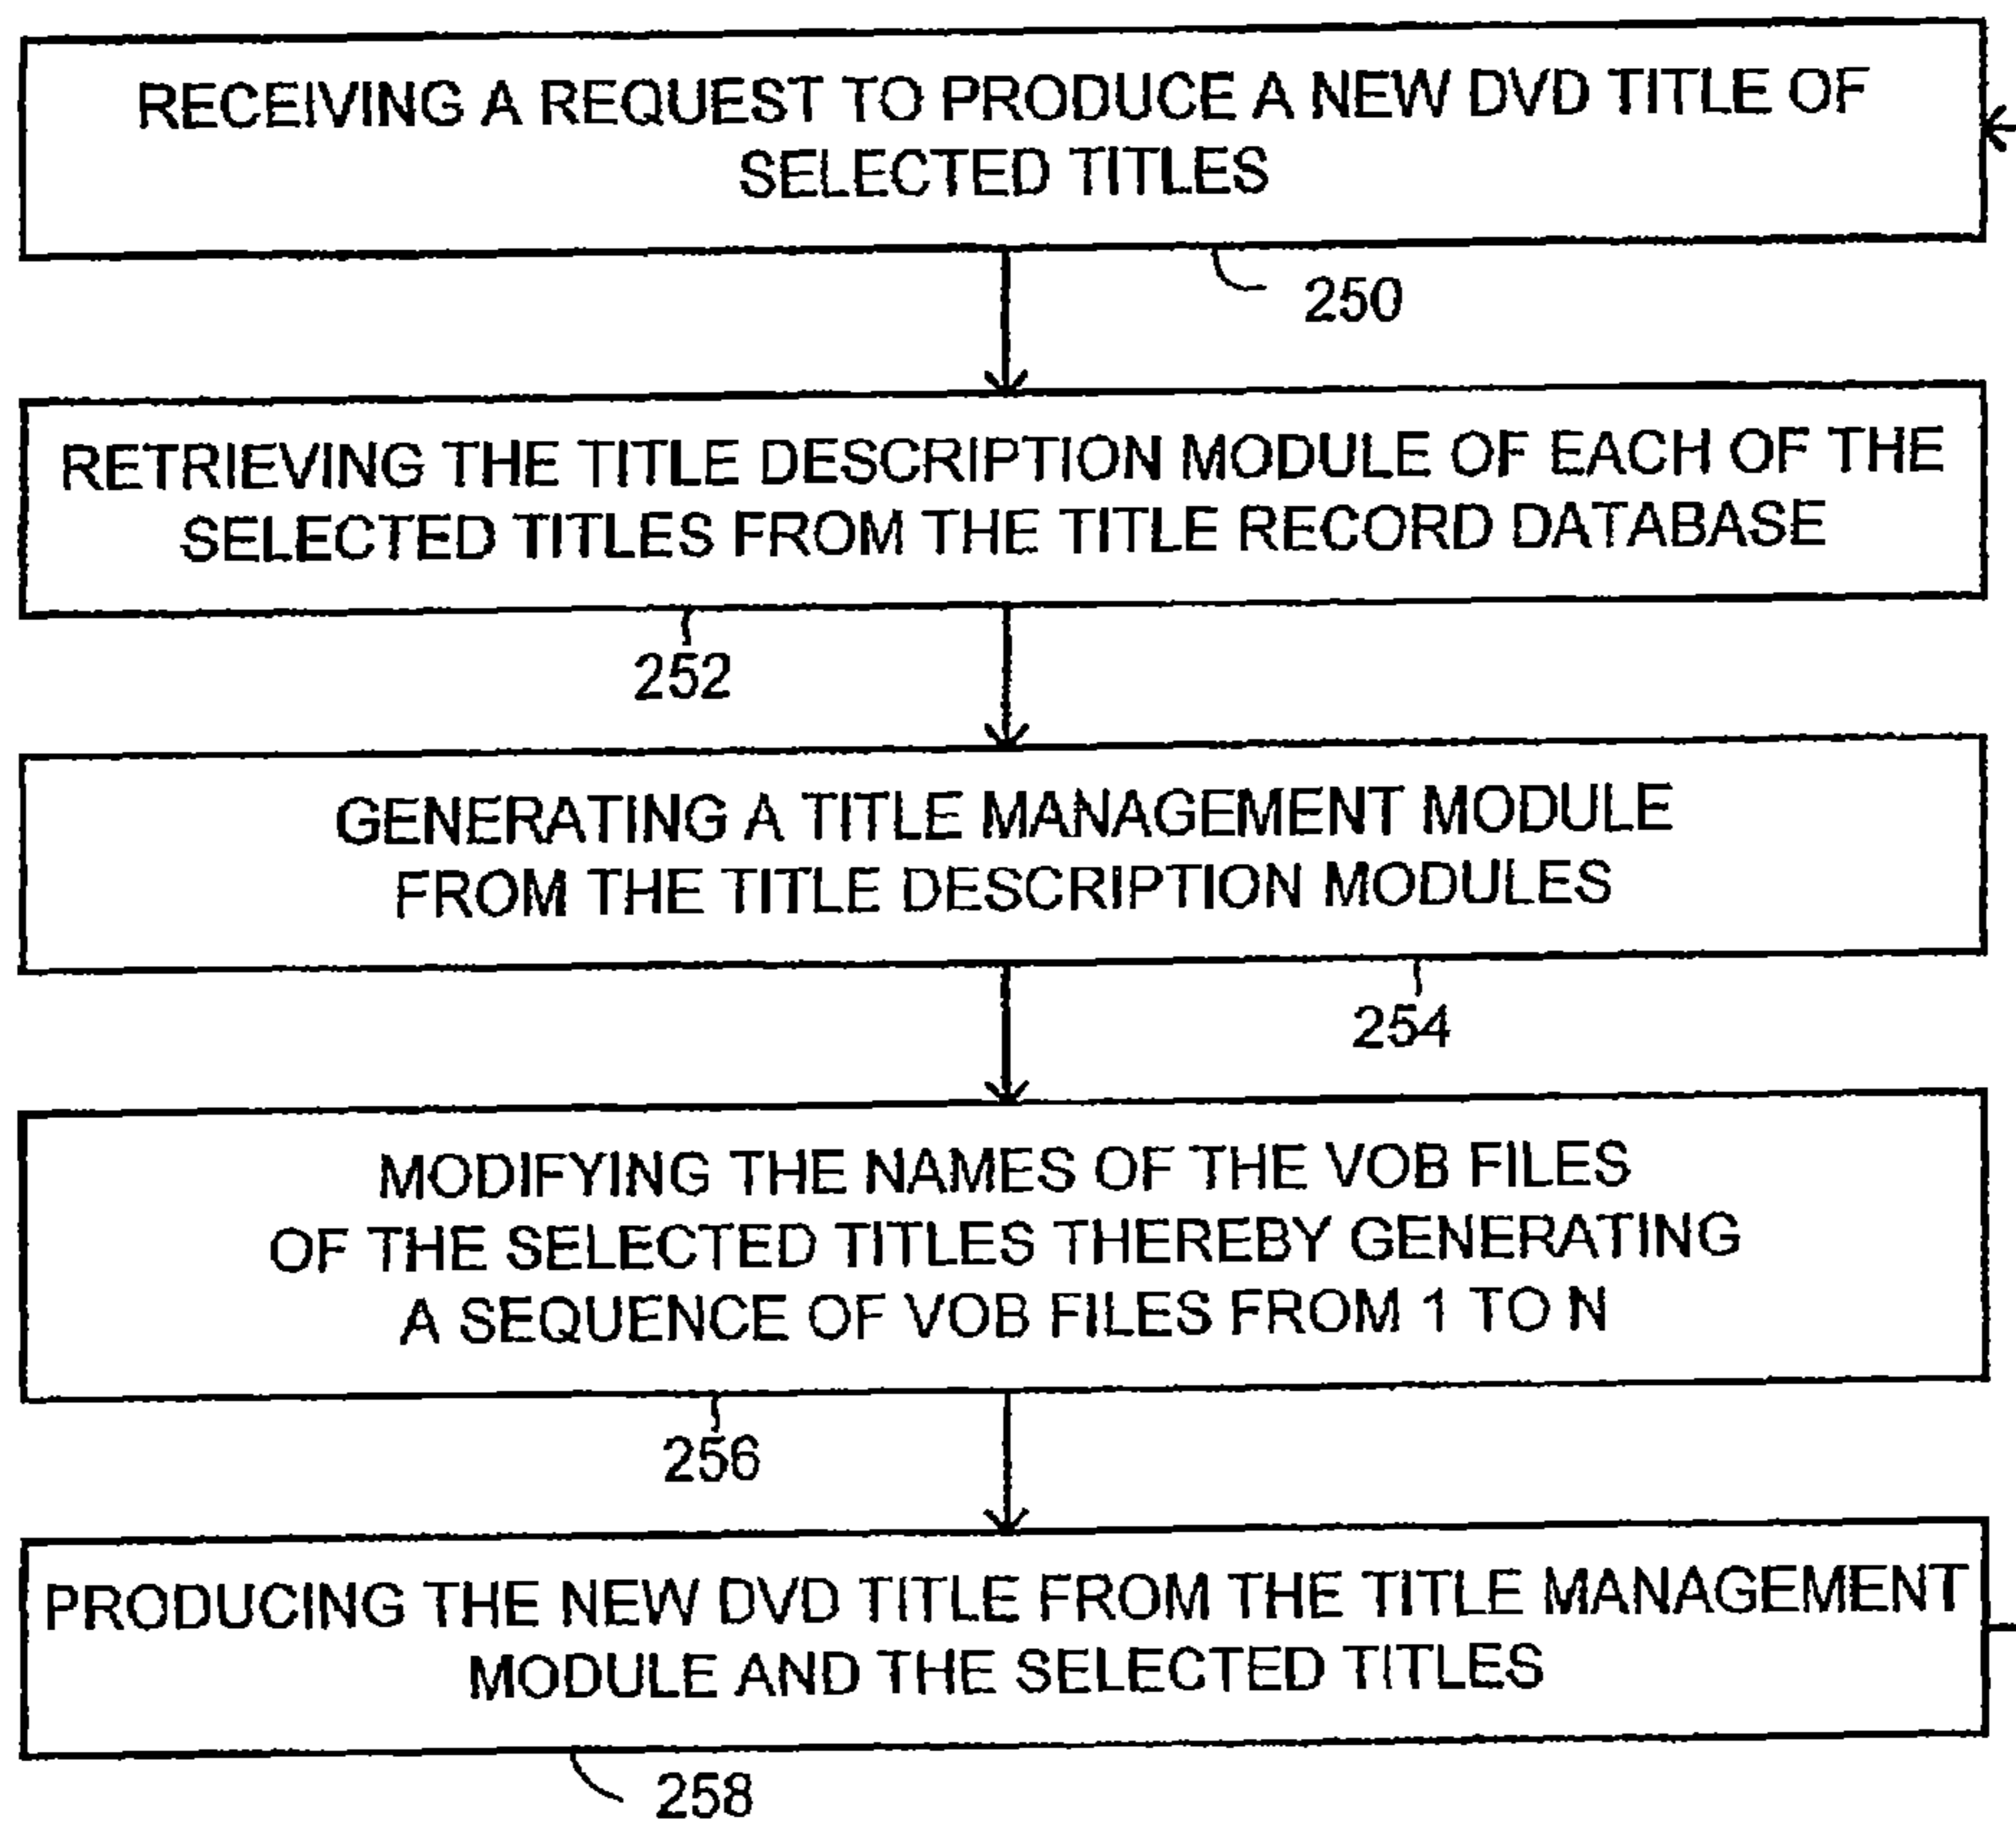 RECEIVING A REQUEST TO PRODUCE A NEW DVD TITLE OF
SELECTED TITLES
250
RETRIEVING THE TITLE DESCRIPTION MODULE OF EACH OF THE
SELECTED TITLES FROM THE TITLE RECORD DATABASE
252
GENERATING A TITLE MANAGEMENT MODULE
FROM THE TITLE DESCRIPTION MODULES
254
MODIFYING THE NAMES OF THE VOB FILES
OF THE SELECTED TITLES THEREBY GENERATING
A SEQUENCE OF VOB FILES FROM 1 TO N
256
PRODUCING THE NEW DVD TITLE FROM THE TITLE MANAGEMENT
MODULE AND THE SELECTED TITLES
258